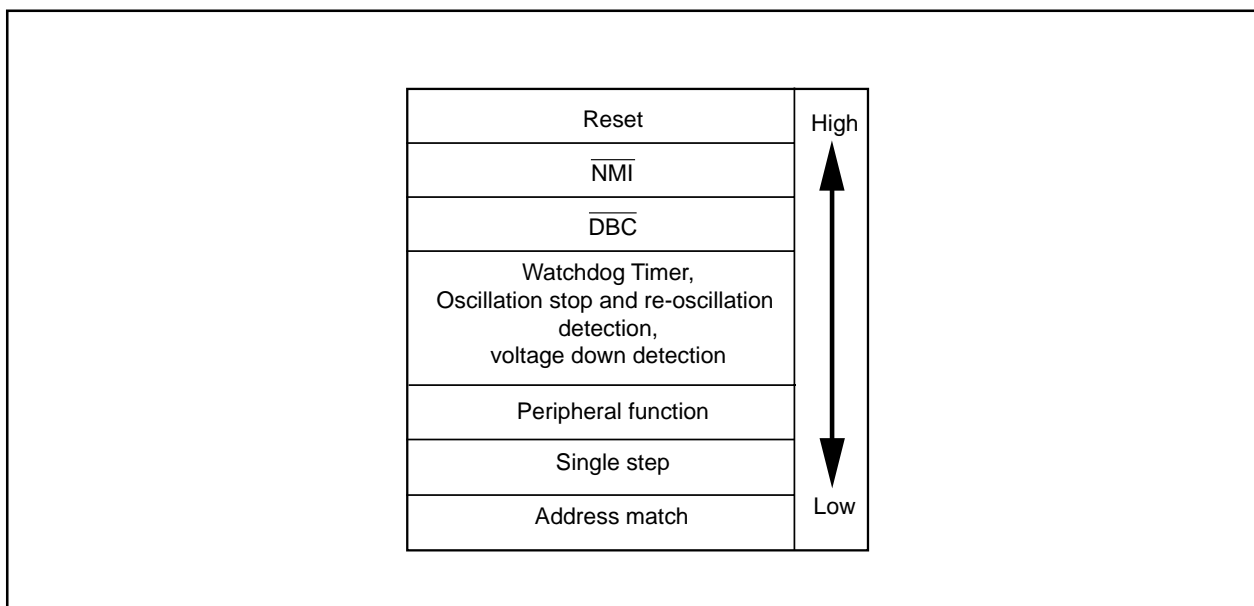 Reset
High
NMI
DBC
Watchdog Timer,
Oscillation stop and re-oscillation
detection,
voltage down detection
Peripheral function
Single step
Low
Address match